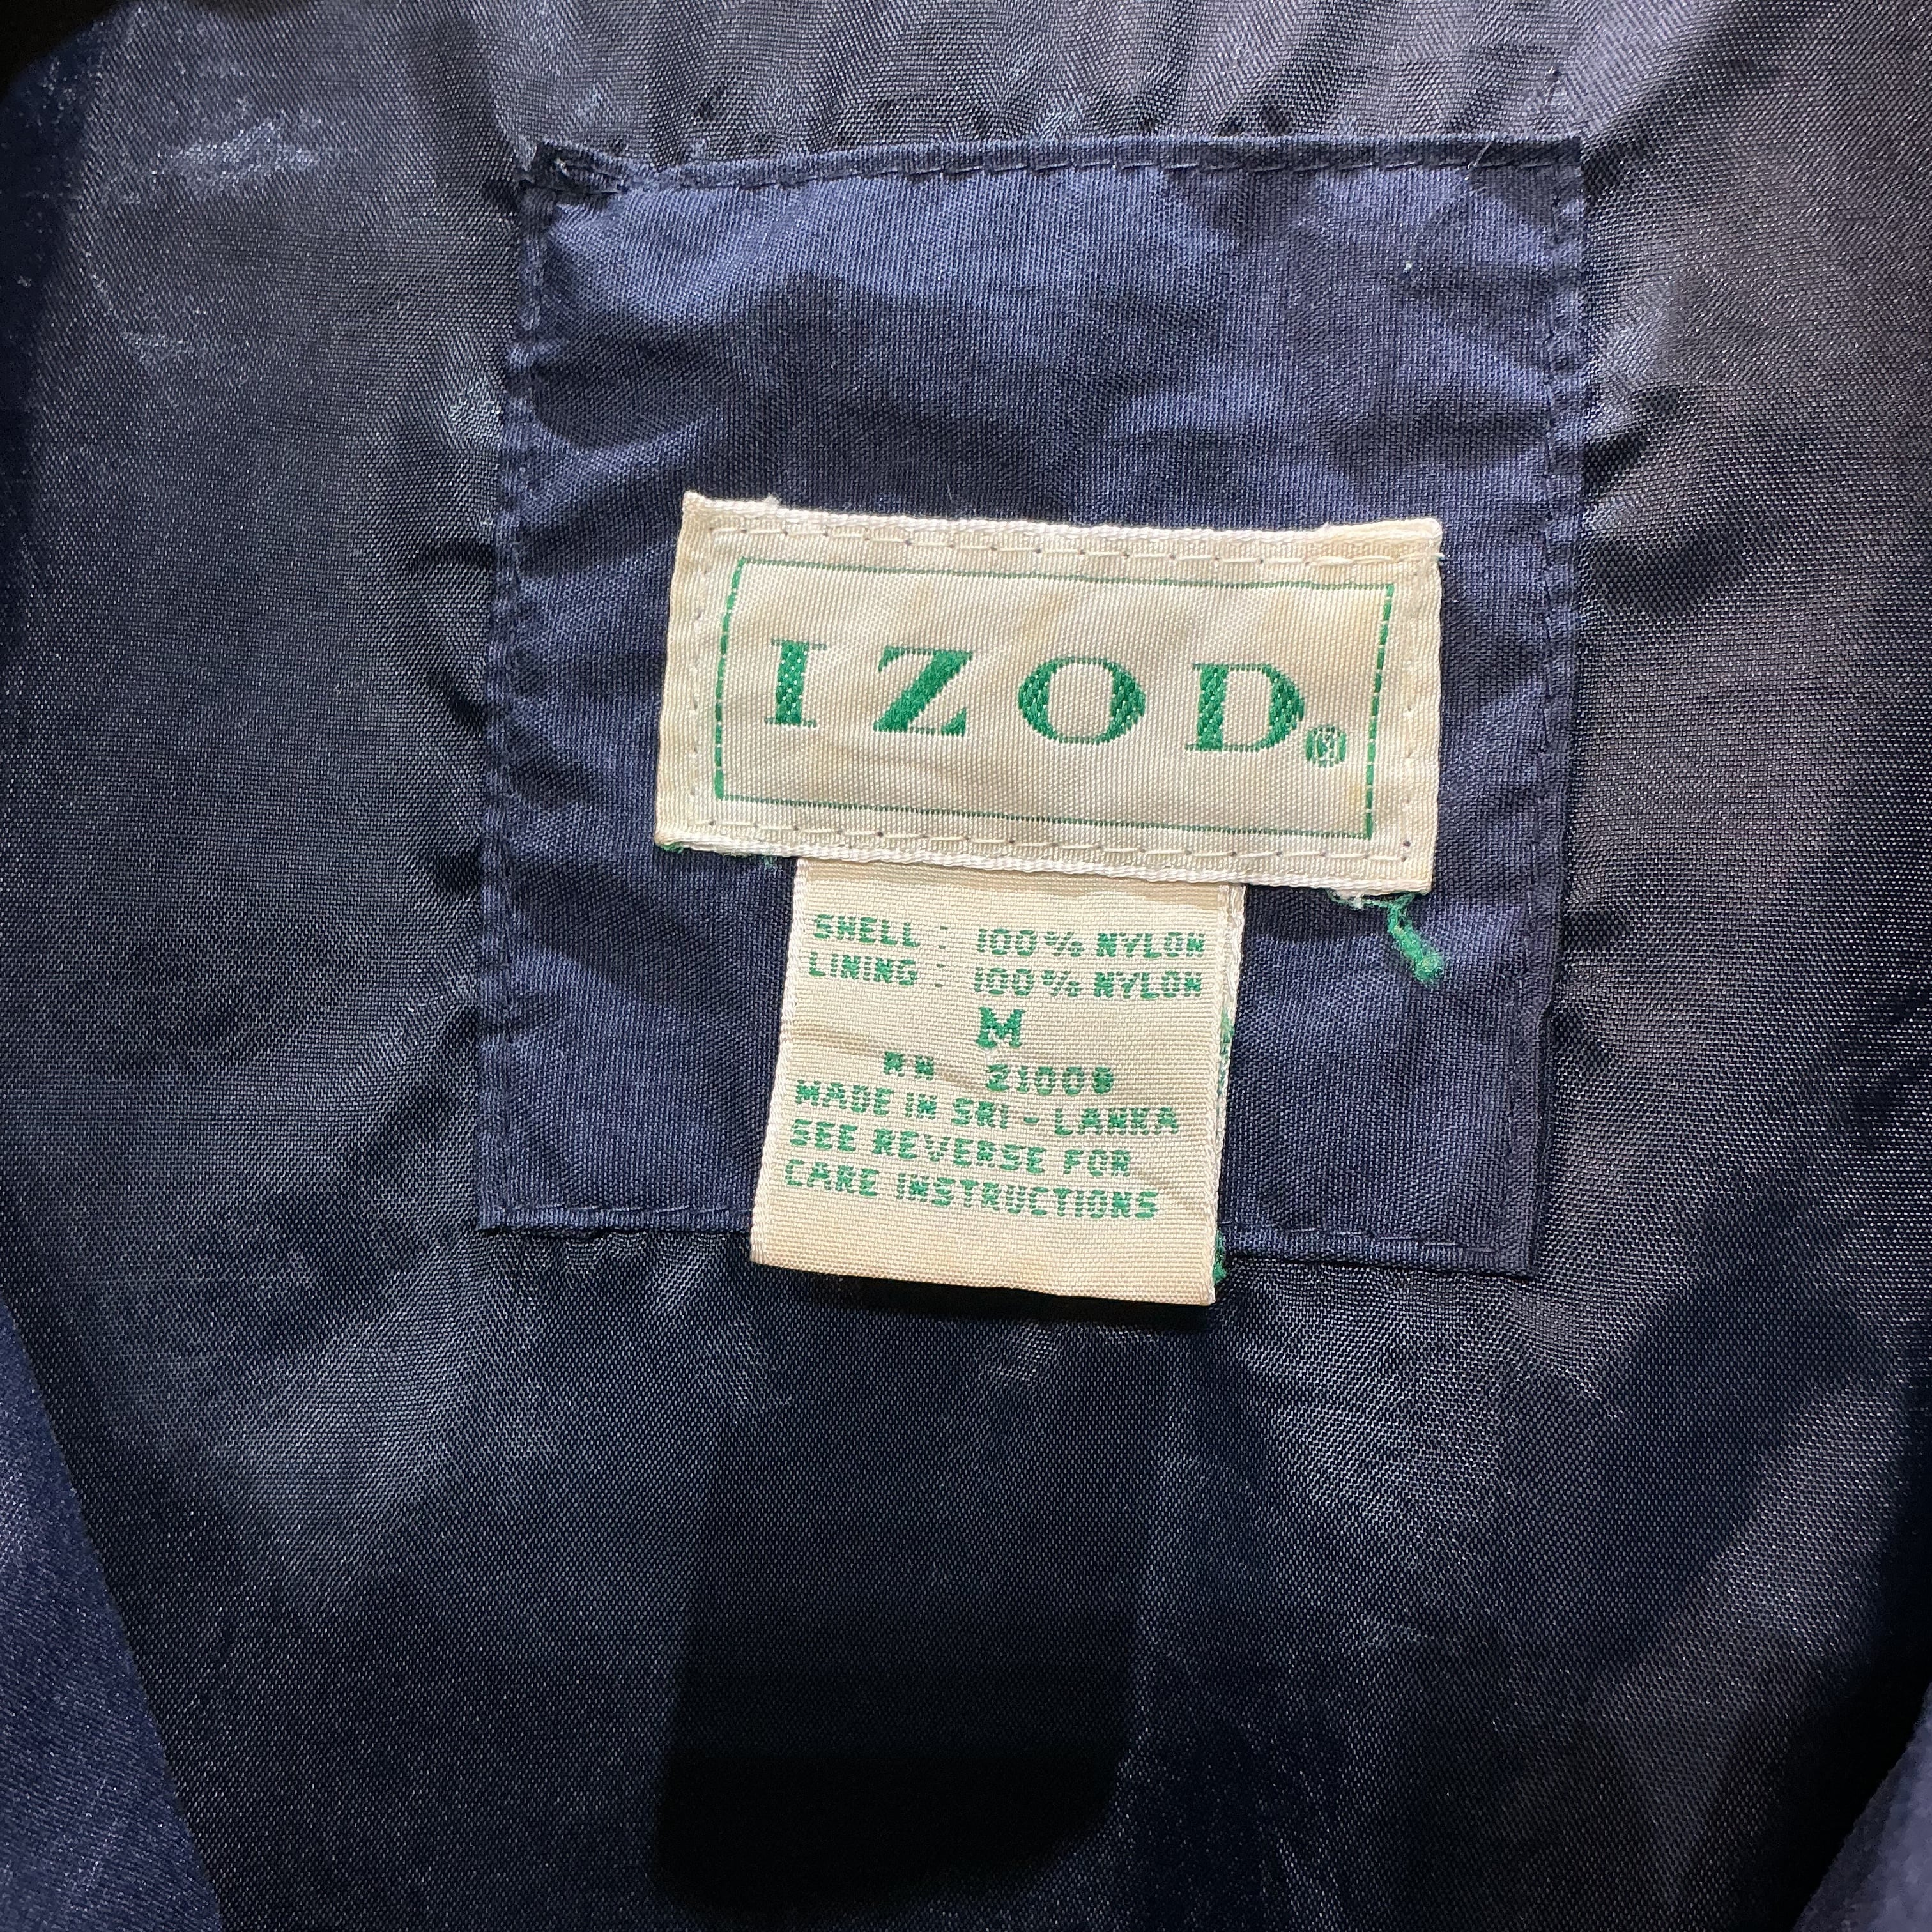 IZOD®
SHELL : 100% NYLON
LINING : 100% NYLON
M
RN 21008
MADE IN SRI - LANKA
SEE REVERSE FOR
CARE INSTRUCTIONS